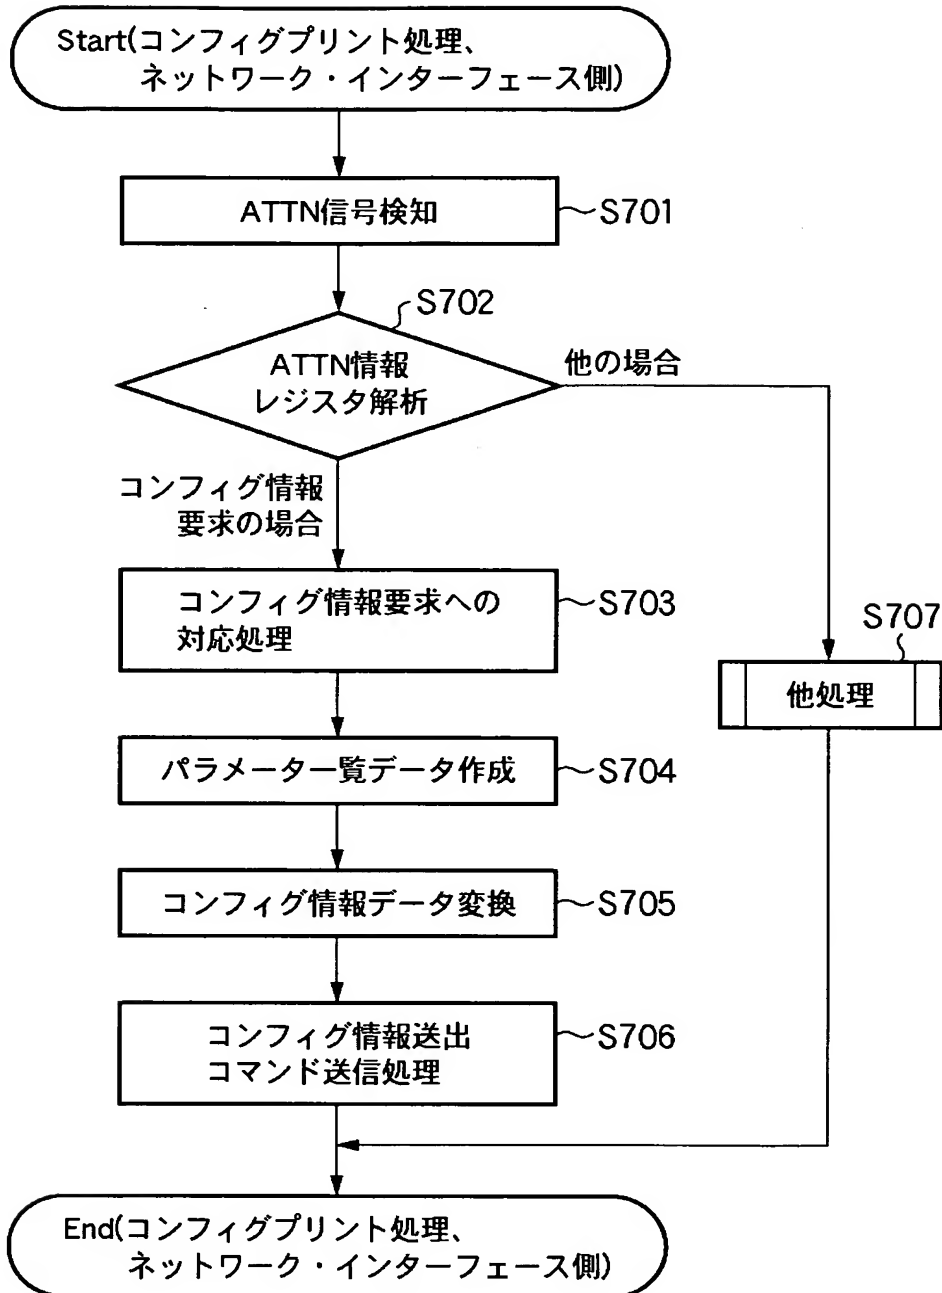 Start(コンフィグプリント処理、
ネットワーク・インターフェース側)
ATTN信号検知
S701
S702
ATTN情報
レジスタ解析
他の場合
コンフィグ情報
要求の場合
コンフィグ情報要求への
対応処理
S703
S707
他処理
パラメータ一覧データ作成
S704
コンフィグ情報データ変換
S705
コンフィグ情報送出
コマンド送信処理
S706
End(コンフィグプリント処理、
ネットワーク・インターフェース側)